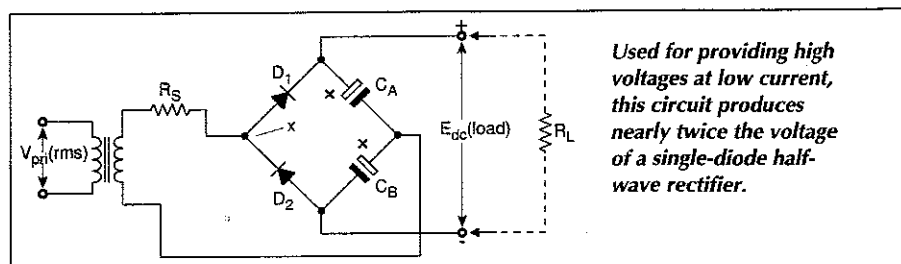 D1
RS
CA
x
x
x
Vpri(rms)
Edc(load)
RL
D2
CB
+
-
Used for providing high
voltages at low current,
this circuit produces
nearly twice the voltage
of a single-diode half-
wave rectifier.